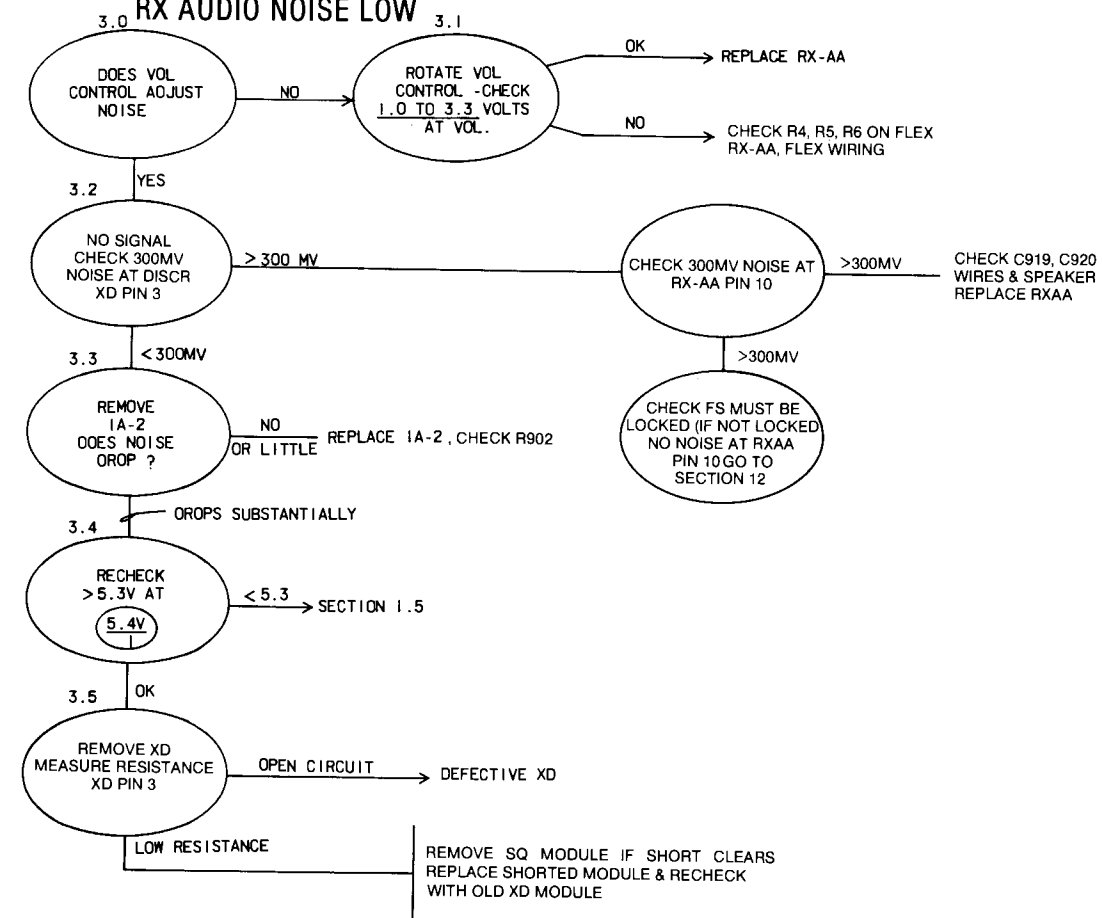 RX AUDIO NOISE LOW
3.0
DOES VOL
CONTROL ADJUST
NOISE
NO
3.1
ROTATE VOL
CONTROL -CHECK
1.0 TO 3.3 VOLTS
AT VOL.
OK
REPLACE RX-AA
NO
CHECK R4, R5, R6 ON FLEX
RX-AA, FLEX WIRING
YES
3.2
NO SIGNAL
CHECK 300MV
NOISE AT DISCR
XD PIN 3
> 300 MV
CHECK 300MV NOISE AT
RX-AA PIN 10
>300MV
CHECK C919, C920
WIRES & SPEAKER
REPLACE RXAA
>300MV
CHECK FS MUST BE
LOCKED (IF NOT LOCKED
NO NOISE AT RXAA
PIN 10 GO TO
SECTION 12
<300MV
3.3
REMOVE
IA-2
DOES NOISE
DROP ?
NO
OR LITTLE
REPLACE IA-2, CHECK R902
DROPS SUBSTANTIALLY
3.4
RECHECK
>5.3V AT
5.4V
<5.3
SECTION 1.5
OK
3.5
REMOVE XD
MEASURE RESISTANCE
XD PIN 3
OPEN CIRCUIT
DEFECTIVE XD
LOW RESISTANCE
REMOVE SQ MODULE IF SHORT CLEARS
REPLACE SHORTED MODULE & RECHECK
WITH OLD XD MODULE